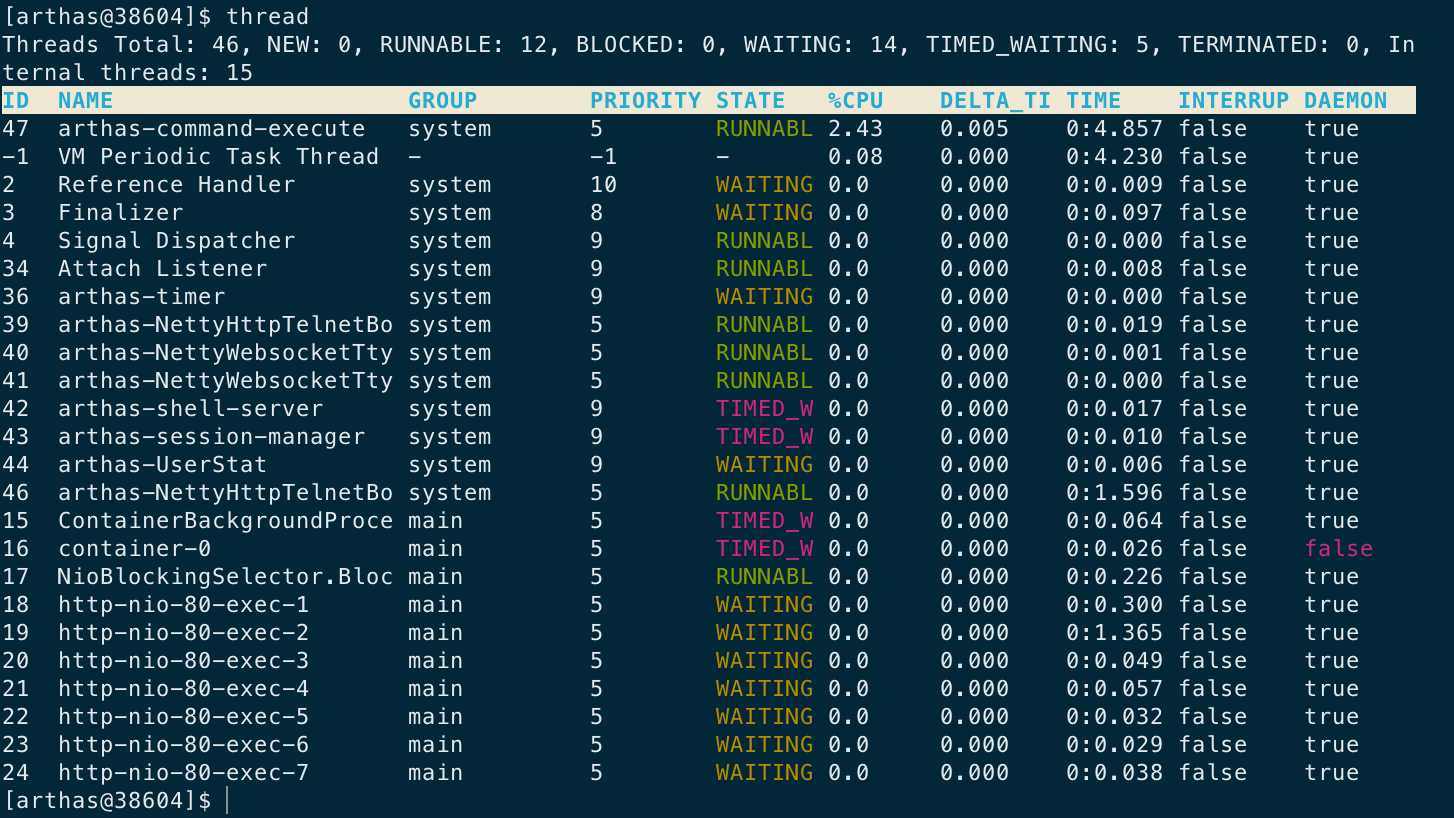 [arthas@38604]$ thread
Threads Total: 46, NEW: 0, RUNNABLE: 12, BLOCKED: 0, WAITING: 14, TIMED_WAITING: 5, TERMINATED: 0, In
ternal threads: 15
ID NAME GROUP PRIORITY STATE %CPU DELTA_TI TIME INTERRUP DAEMON
47 arthas-command-execute system 5 RUNNABL 2.43 0.005 0:4.857 false true
-1 VM Periodic Task Thread - -1 - 0.08 0.000 0:4.230 false true
2 Reference Handler system 10 WAITING 0.0 0.000 0:0.009 false true
3 Finalizer system 8 WAITING 0.0 0.000 0:0.097 false true
4 Signal Dispatcher system 9 RUNNABL 0.0 0.000 0:0.000 false true
34 Attach Listener system 9 RUNNABL 0.0 0.000 0:0.008 false true
36 arthas-timer system 9 WAITING 0.0 0.000 0:0.000 false true
39 arthas-NettyHttpTelnetBo system 5 RUNNABL 0.0 0.000 0:0.019 false true
40 arthas-NettyWebsocketTty system 5 RUNNABL 0.0 0.000 0:0.001 false true
41 arthas-NettyWebsocketTty system 5 RUNNABL 0.0 0.000 0:0.000 false true
42 arthas-shell-server system 9 TIMED_W 0.0 0.000 0:0.017 false true
43 arthas-session-manager system 9 TIMED_W 0.0 0.000 0:0.010 false true
44 arthas-UserStat system 9 WAITING 0.0 0.000 0:0.006 false true
46 arthas-NettyHttpTelnetBo system 5 RUNNABL 0.0 0.000 0:1.596 false true
15 ContainerBackgroundProce main 5 TIMED_W 0.0 0.000 0:0.064 false true
16 container-0 main 5 TIMED_W 0.0 0.000 0:0.026 false false
17 NioBlockingSelector.Bloc main 5 RUNNABL 0.0 0.000 0:0.226 false true
18 http-nio-80-exec-1 main 5 WAITING 0.0 0.000 0:0.300 false true
19 http-nio-80-exec-2 main 5 WAITING 0.0 0.000 0:1.365 false true
20 http-nio-80-exec-3 main 5 WAITING 0.0 0.000 0:0.049 false true
21 http-nio-80-exec-4 main 5 WAITING 0.0 0.000 0:0.057 false true
22 http-nio-80-exec-5 main 5 WAITING 0.0 0.000 0:0.032 false true
23 http-nio-80-exec-6 main 5 WAITING 0.0 0.000 0:0.029 false true
24 http-nio-80-exec-7 main 5 WAITING 0.0 0.000 0:0.038 false true
[arthas@38604]$